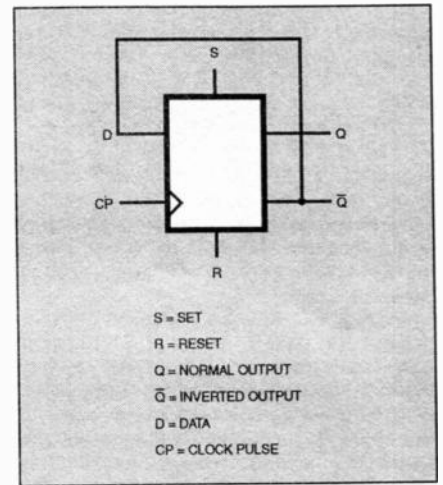 S
D
Q
CP
Q̅
R
S = SET
R = RESET
Q = NORMAL OUTPUT
Q̅ = INVERTED OUTPUT
D = DATA
CP = CLOCK PULSE